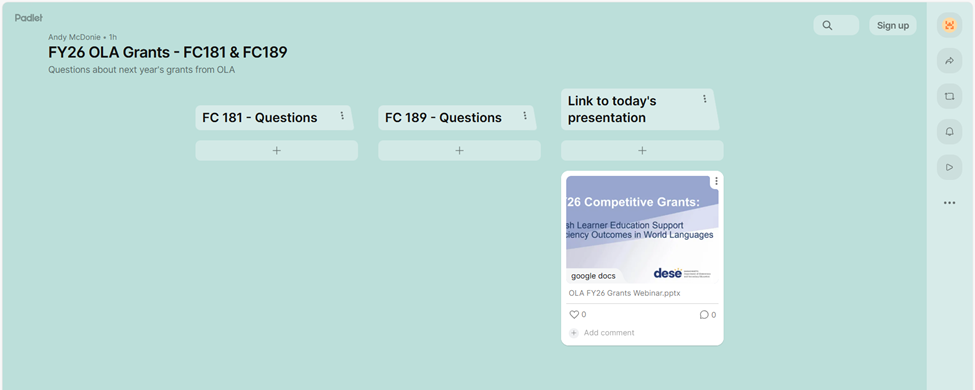 Padlet
Sign up
Andy McDonie • 1h
FY26 OLA Grants - FC181 & FC189
Questions about next year's grants from OLA
FC 181 - Questions
FC 189 - Questions
Link to today's
presentation
26 Competitive Grants:
sh Learner Education Support
ciency Outcomes in World Languages
google docs
dese
OLA FY26 Grants Webinar.pptx
0
0
Add comment